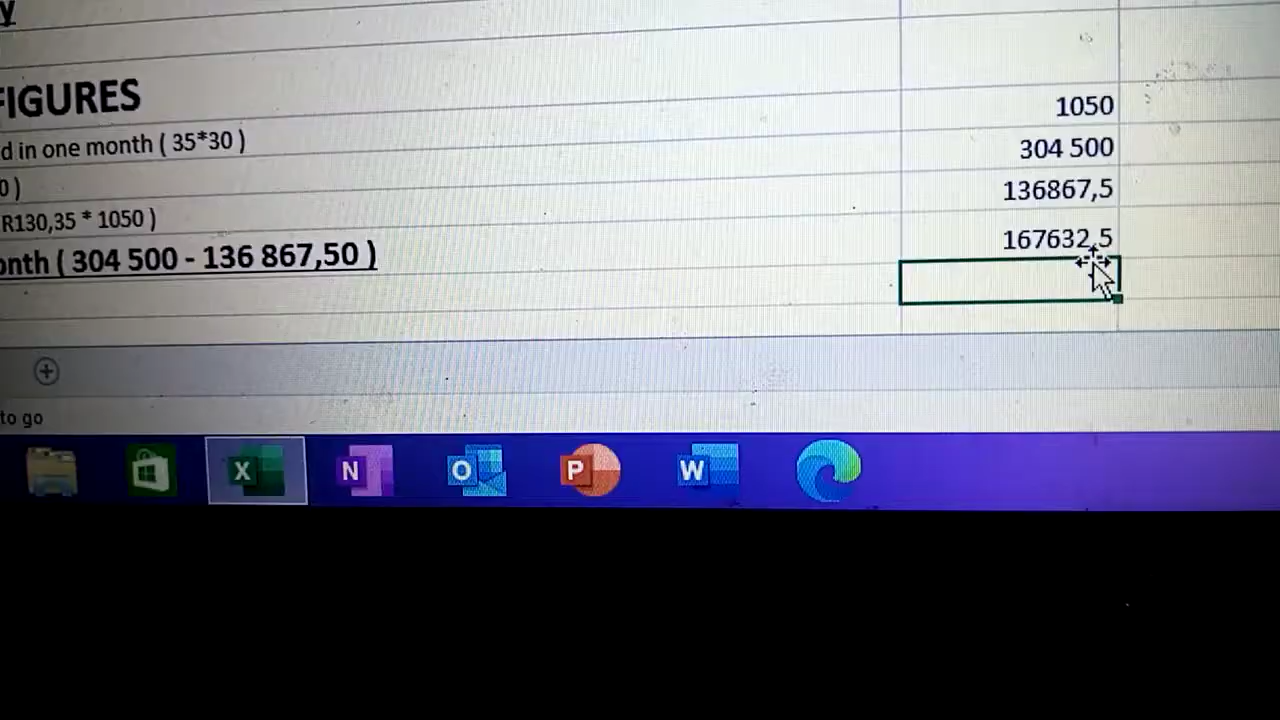 y
FIGURES
1050
d in one month ( 35*30 )
304 500
0 )
136867,5
R130,35 * 1050 )
167632,5
onth ( 304 500 - 136 867,50 )
to go
X
N
O
P
W